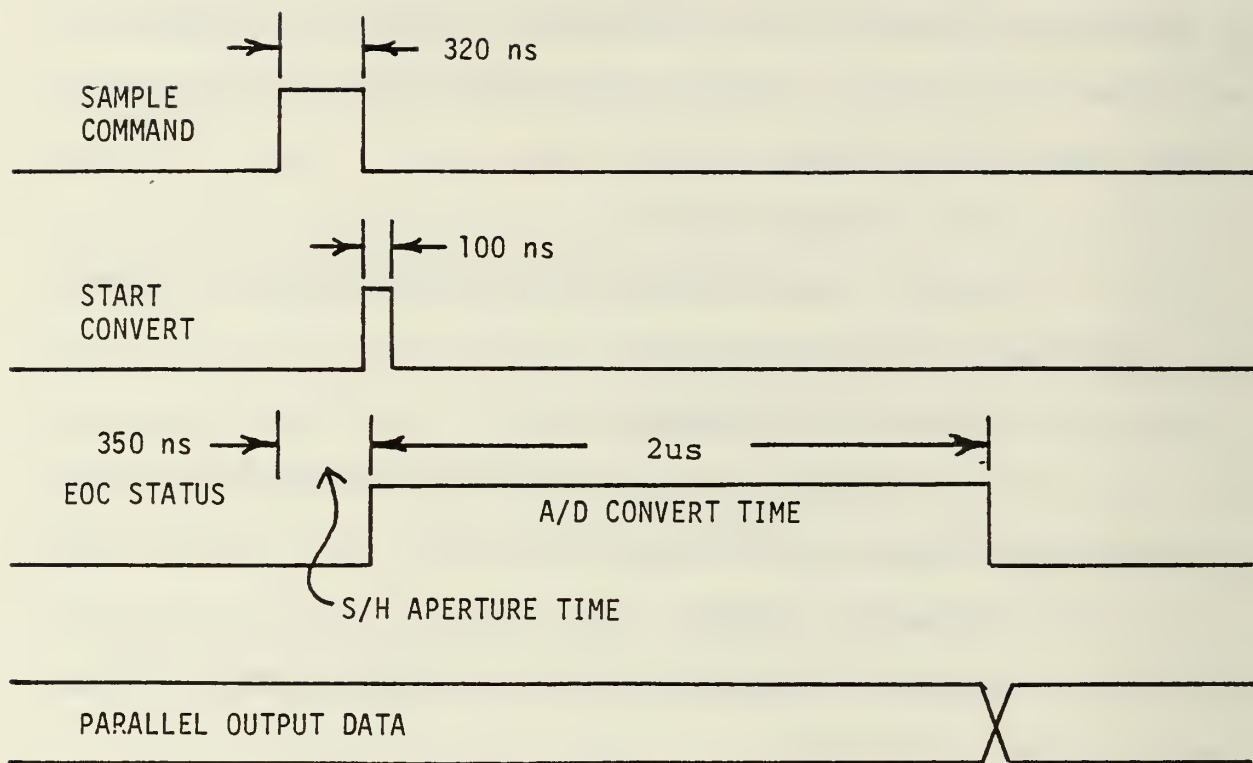 320 ns
SAMPLE
COMMAND
100 ns
START
CONVERT
350 ns
2us
EOC STATUS
A/D CONVERT TIME
S/H APERTURE TIME
PARALLEL OUTPUT DATA